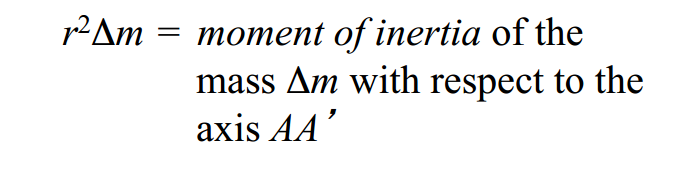 r²Δm = moment of inertia of the
mass Δm with respect to the
axis AA’